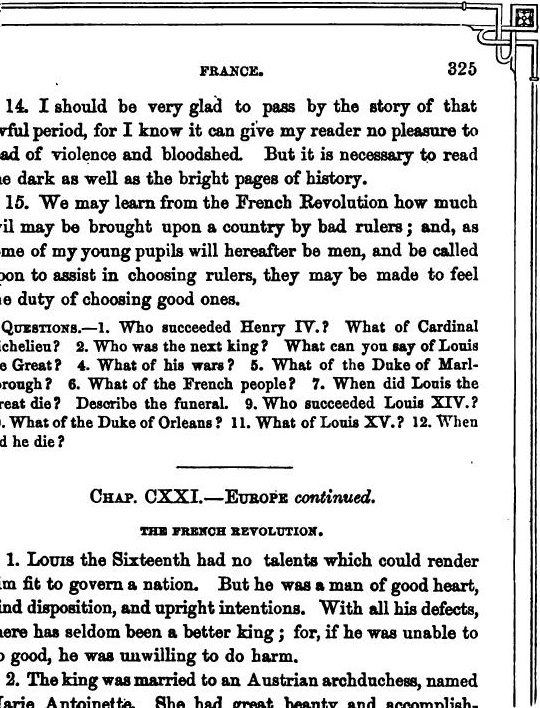 FRANCE. 325
14. I should be very glad to pass by the story of that
wful period, for I know it can give my reader no pleasure to
ad of violence and bloodshed. But it is necessary to read
e dark as well as the bright pages of history.
15. We may learn from the French Revolution how much
vil may be brought upon a country by bad rulers; and, as
me of my young pupils will hereafter be men, and be called
pon to assist in choosing rulers, they may be made to feel
e duty of choosing good ones.
QUESTIONS.—1. Who succeeded Henry IV.? What of Cardinal
ichelieu? 2. Who was the next king? What can you say of Louis
e Great? 4. What of his wars? 5. What of the Duke of Marl-
orough? 6. What of the French people? 7. When did Louis the
reat die? Describe the funeral. 9. Who succeeded Louis XIV.?
. What of the Duke of Orleans? 11. What of Louis XV.? 12. When
d he die?
CHAP. CXXI.—EUROPE continued.
THE FRENCH REVOLUTION.
1. LOUIS the Sixteenth had no talents which could render
im fit to govern a nation. But he was a man of good heart,
ind disposition, and upright intentions. With all his defects,
here has seldom been a better king; for, if he was unable to
o good, he was unwilling to do harm.
2. The king was married to an Austrian archduchess, named
Marie Antoinette. She had great beauty and accomplish-